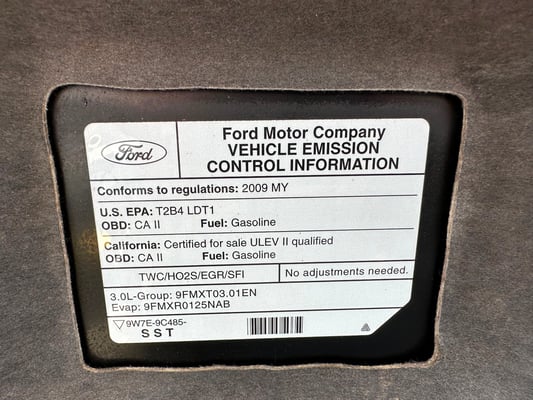 Ford
Ford Motor Company
VEHICLE EMISSION
CONTROL INFORMATION
Conforms to regulations: 2009 MY
U.S. EPA: T2B4 LDT1
OBD: CA II Fuel: Gasoline
California: Certified for sale ULEV II qualified
OBD: CA II Fuel: Gasoline
TWC/HO2S/EGR/SFI No adjustments needed.
3.0L-Group: 9FMXT03.01EN
Evap: 9FMXR0125NAB
9W7E-9C485-
SST